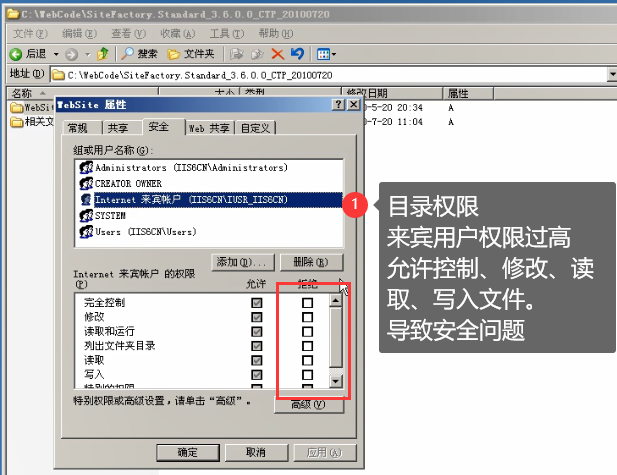 C:\WebCode\SiteFactory.Standard_3.6.0.0_CTP_20100720
文件(F) 编辑(E) 查看(V) 收藏(A) 工具(T) 帮助(H)
后退 搜索 文件夹
地址(D) C:\WebCode\SiteFactory.Standard_3.6.0.0_CTP_20100720
名称 大小 类型 修改日期 属性
WebSit 0-5-20 20:34 A
相关文 0-7-20 11:04 A
WebSite 属性
常规 共享 安全 Web 共享 自定义
组或用户名称(G):
Administrators (IIS6CN\Administrators)
CREATOR OWNER
Internet 来宾帐户 (IIS6CN\IUSR_IIS6CN)
SYSTEM
Users (IIS6CN\Users)
添加(D)... 删除(R)
Internet 来宾帐户 的权限
(P) 允许 拒绝
完全控制
修改
读取和运行
列出文件夹目录
读取
写入
特别的权限
特别权限或高级设置，请单击“高级”。
高级(V)
确定 取消 应用(A)
1
目录权限
来宾用户权限过高
允许控制、修改、读
取、写入文件。
导致安全问题